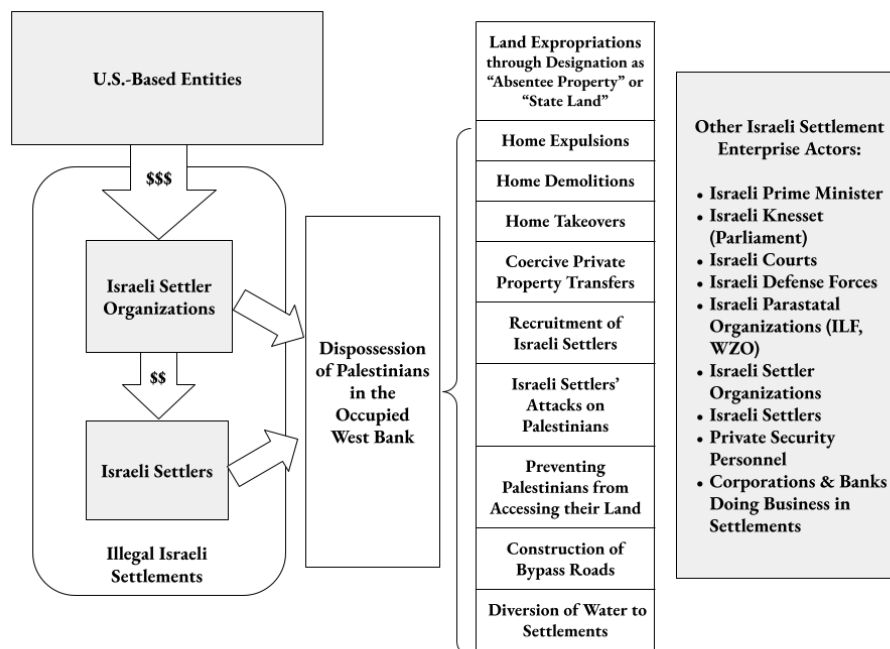 U.S.-Based Entities
$$$
Israeli Settler
Organizations
$$
Israeli Settlers
Illegal Israeli
Settlements
Dispossession
of Palestinians
in the
Occupied
West Bank
Land Expropriations
through Designation as
“Absentee Property” or
“State Land”
Home Expulsions
Home Demolitions
Home Takeovers
Coercive Private
Property Transfers
Recruitment of
Israeli Settlers
Israeli Settlers’
Attacks on
Palestinians
Preventing
Palestinians from
Accessing their Land
Construction of
Bypass Roads
Diversion of Water to
Settlements
Other Israeli Settlement
Enterprise Actors:
• Israeli Prime Minister
• Israeli Knesset
(Parliament)
• Israeli Courts
• Israeli Defense Forces
• Israeli Parastatal
Organizations (ILF,
WZO)
• Israeli Settler
Organizations
• Israeli Settlers
• Private Security
Personnel
• Corporations & Banks
Doing Business in
Settlements